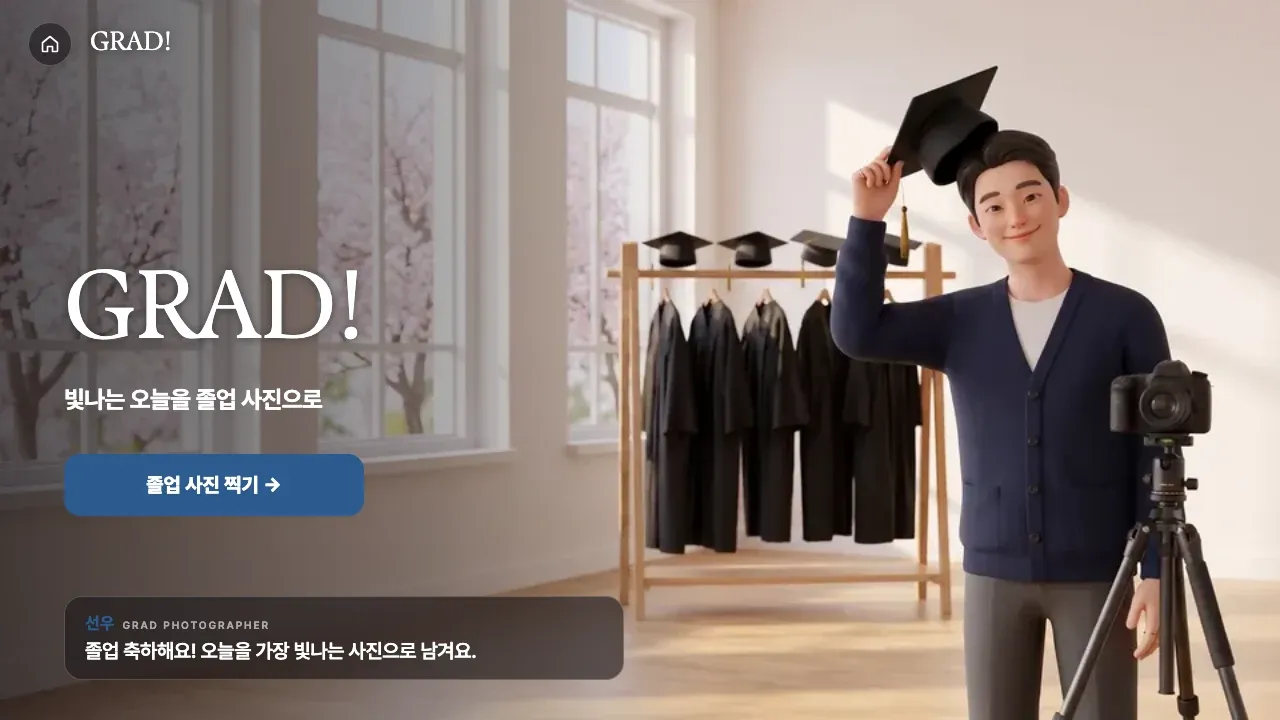 GRAD!
GRAD!
빛나는 오늘을 졸업 사진으로
졸업 사진 찍기 →
선우 GRAD PHOTOGRAPHER
졸업 축하해요! 오늘을 가장 빛나는 사진으로 남겨요.